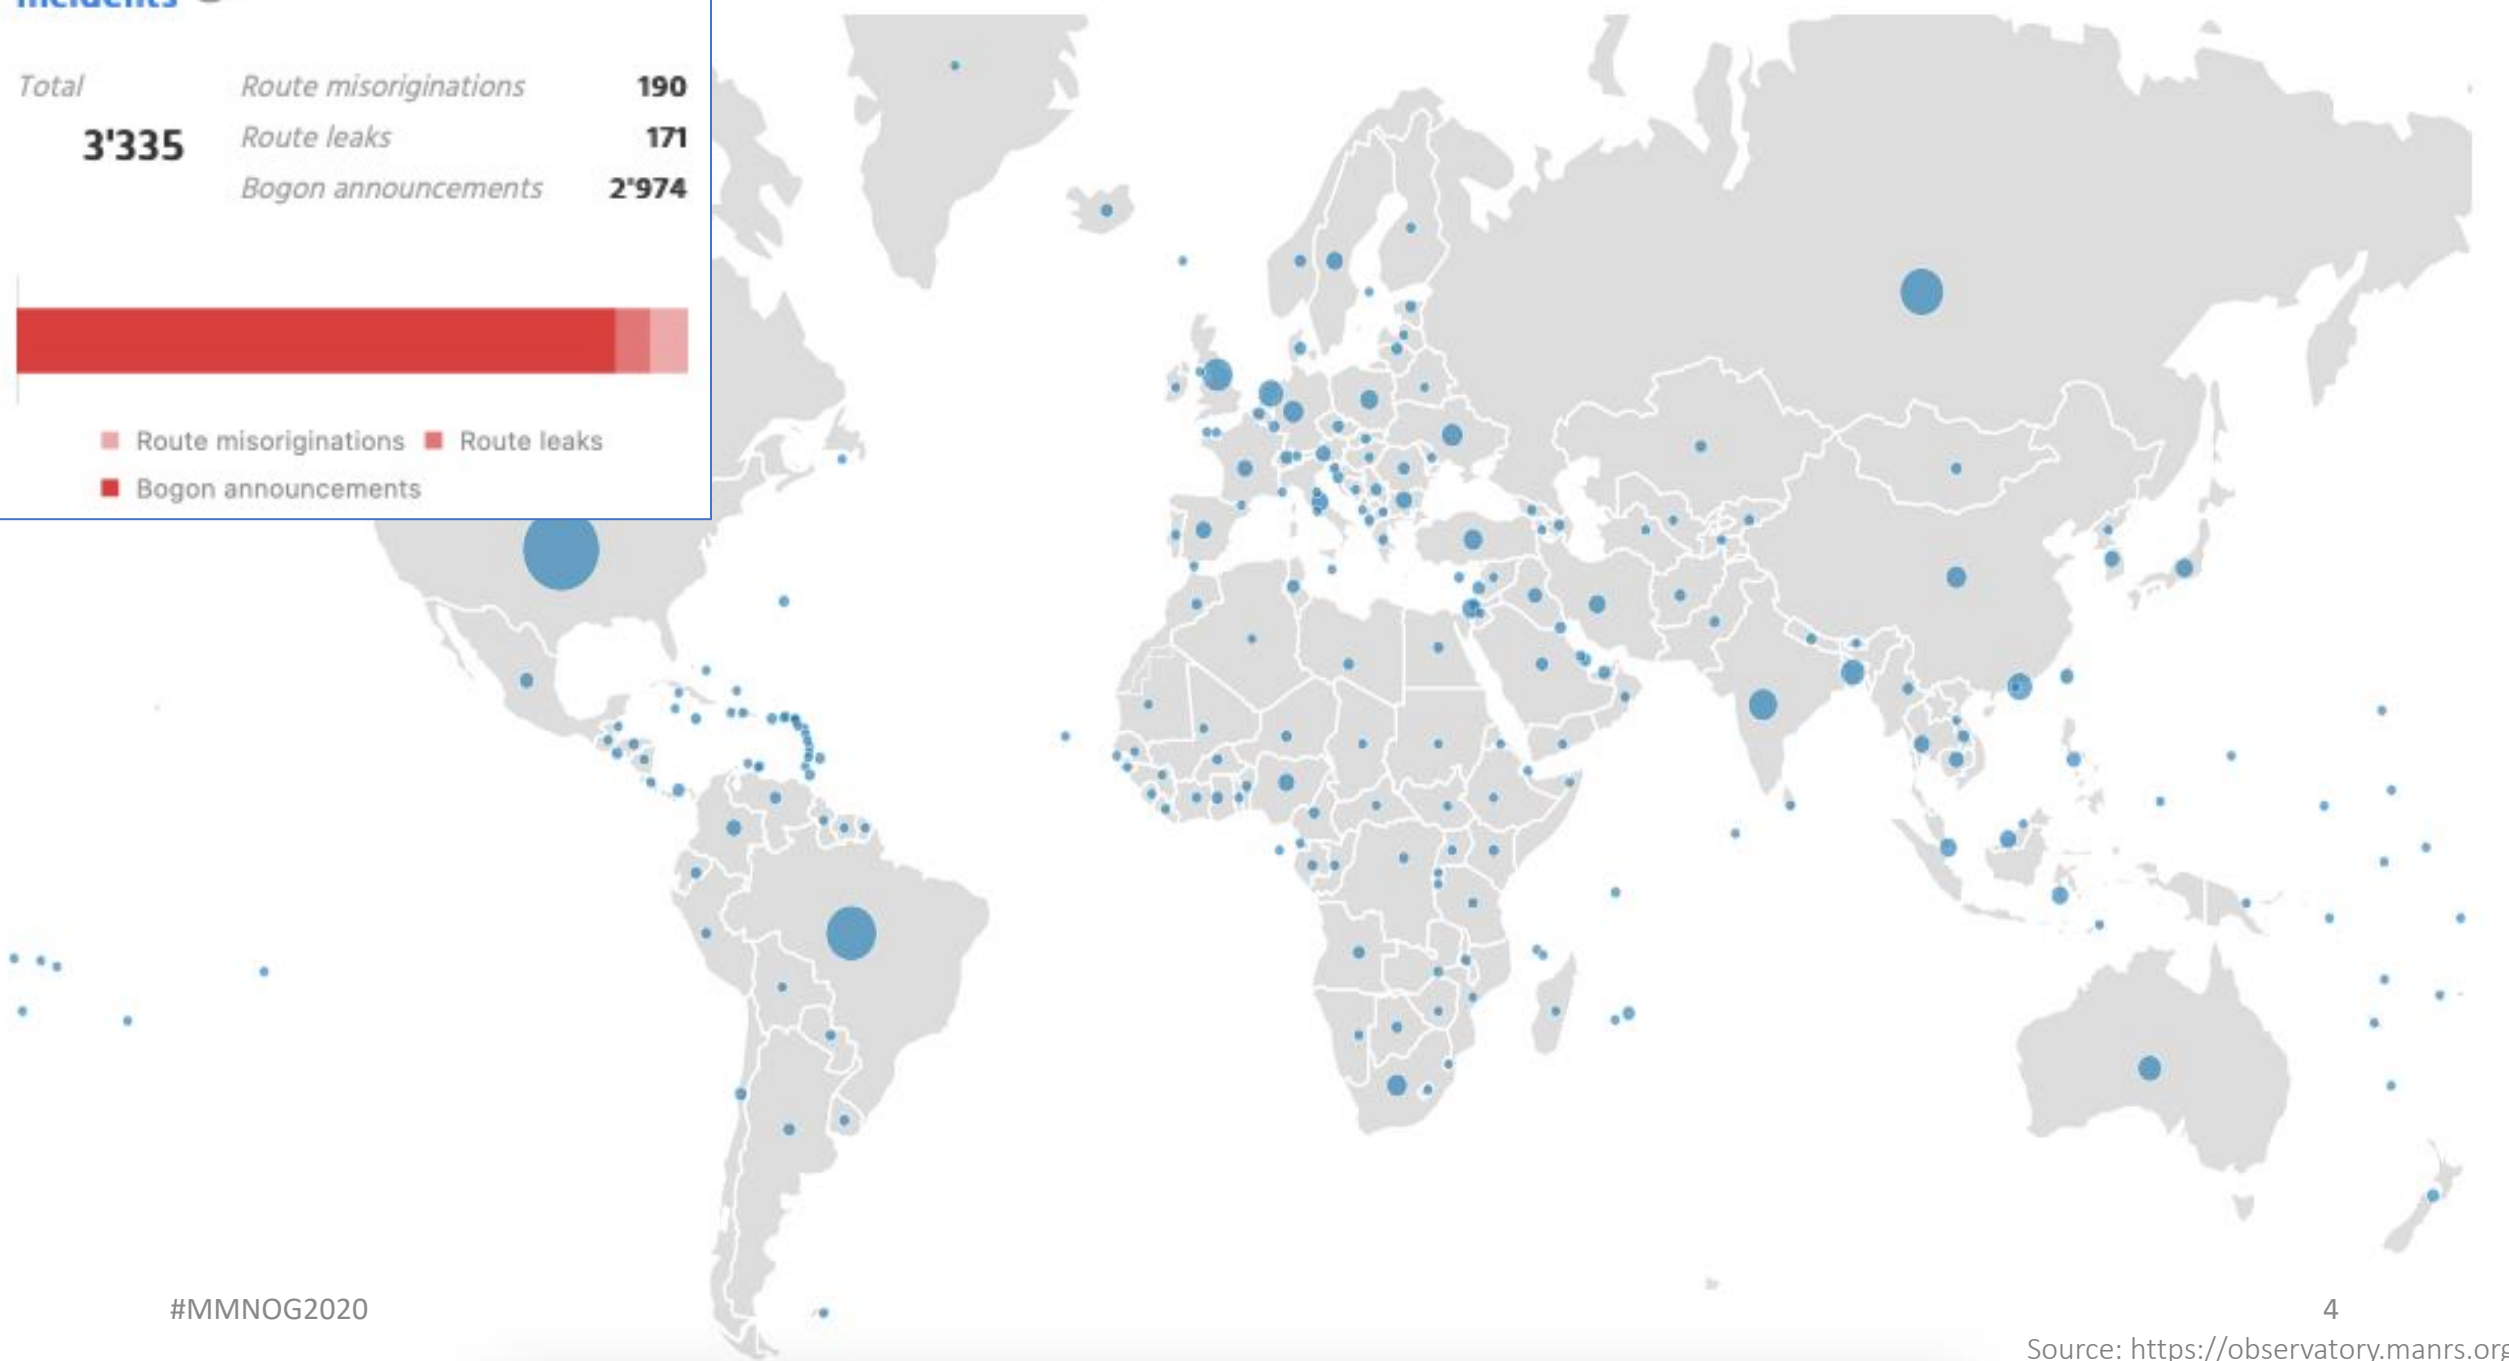 Incidents
Total
3'335
Route misoriginations 190
Route leaks 171
Bogon announcements 2'974
Route misoriginations Route leaks
Bogon announcements
#MMNOG2020
4
Source: https://observatory.manrs.org